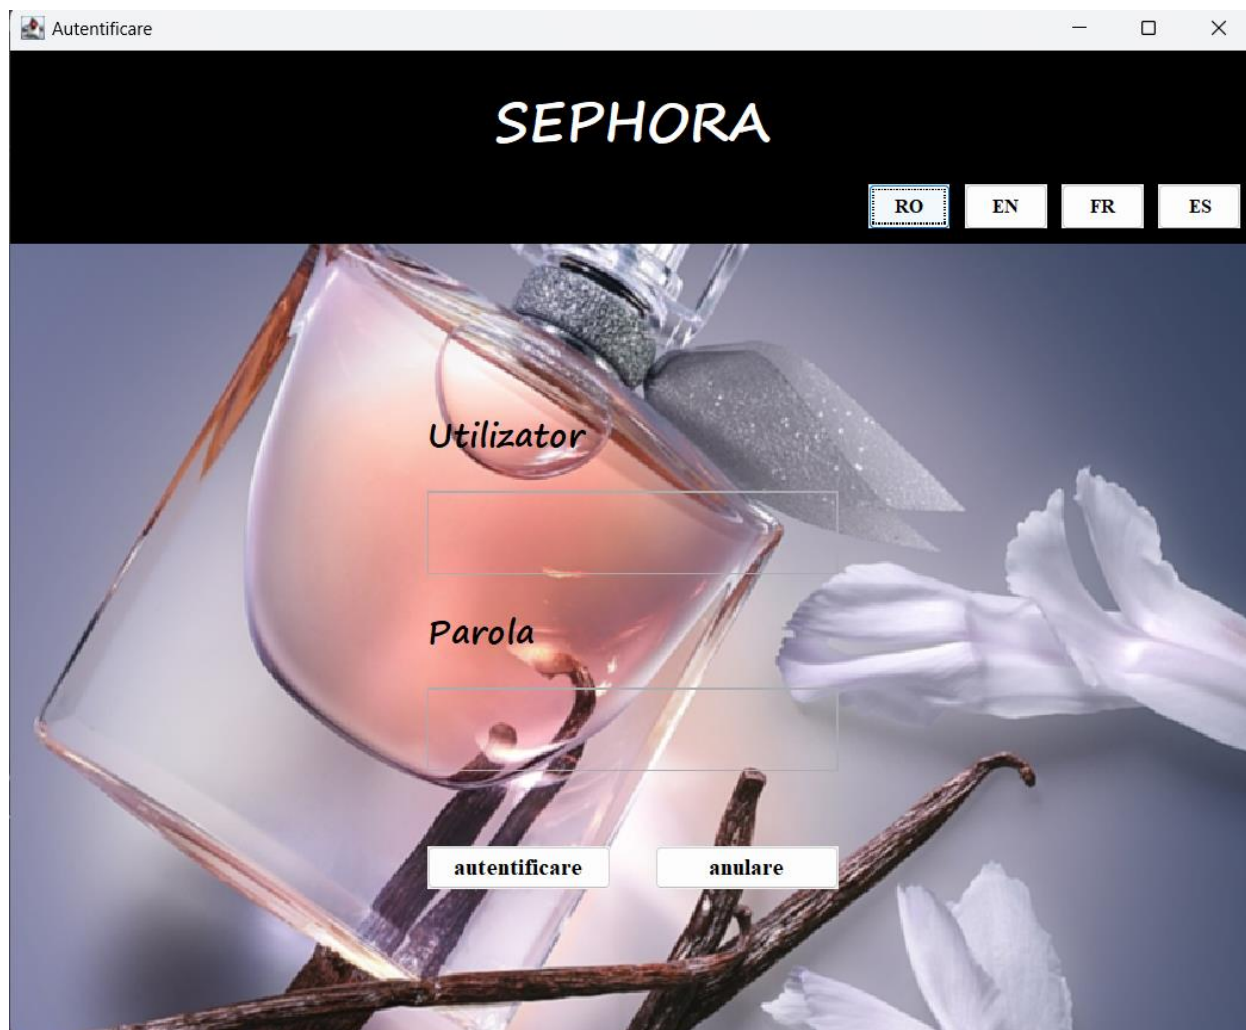 Autentificare
SEPHORA
RO EN FR ES
Utilizator
Parola
autentificare anulare